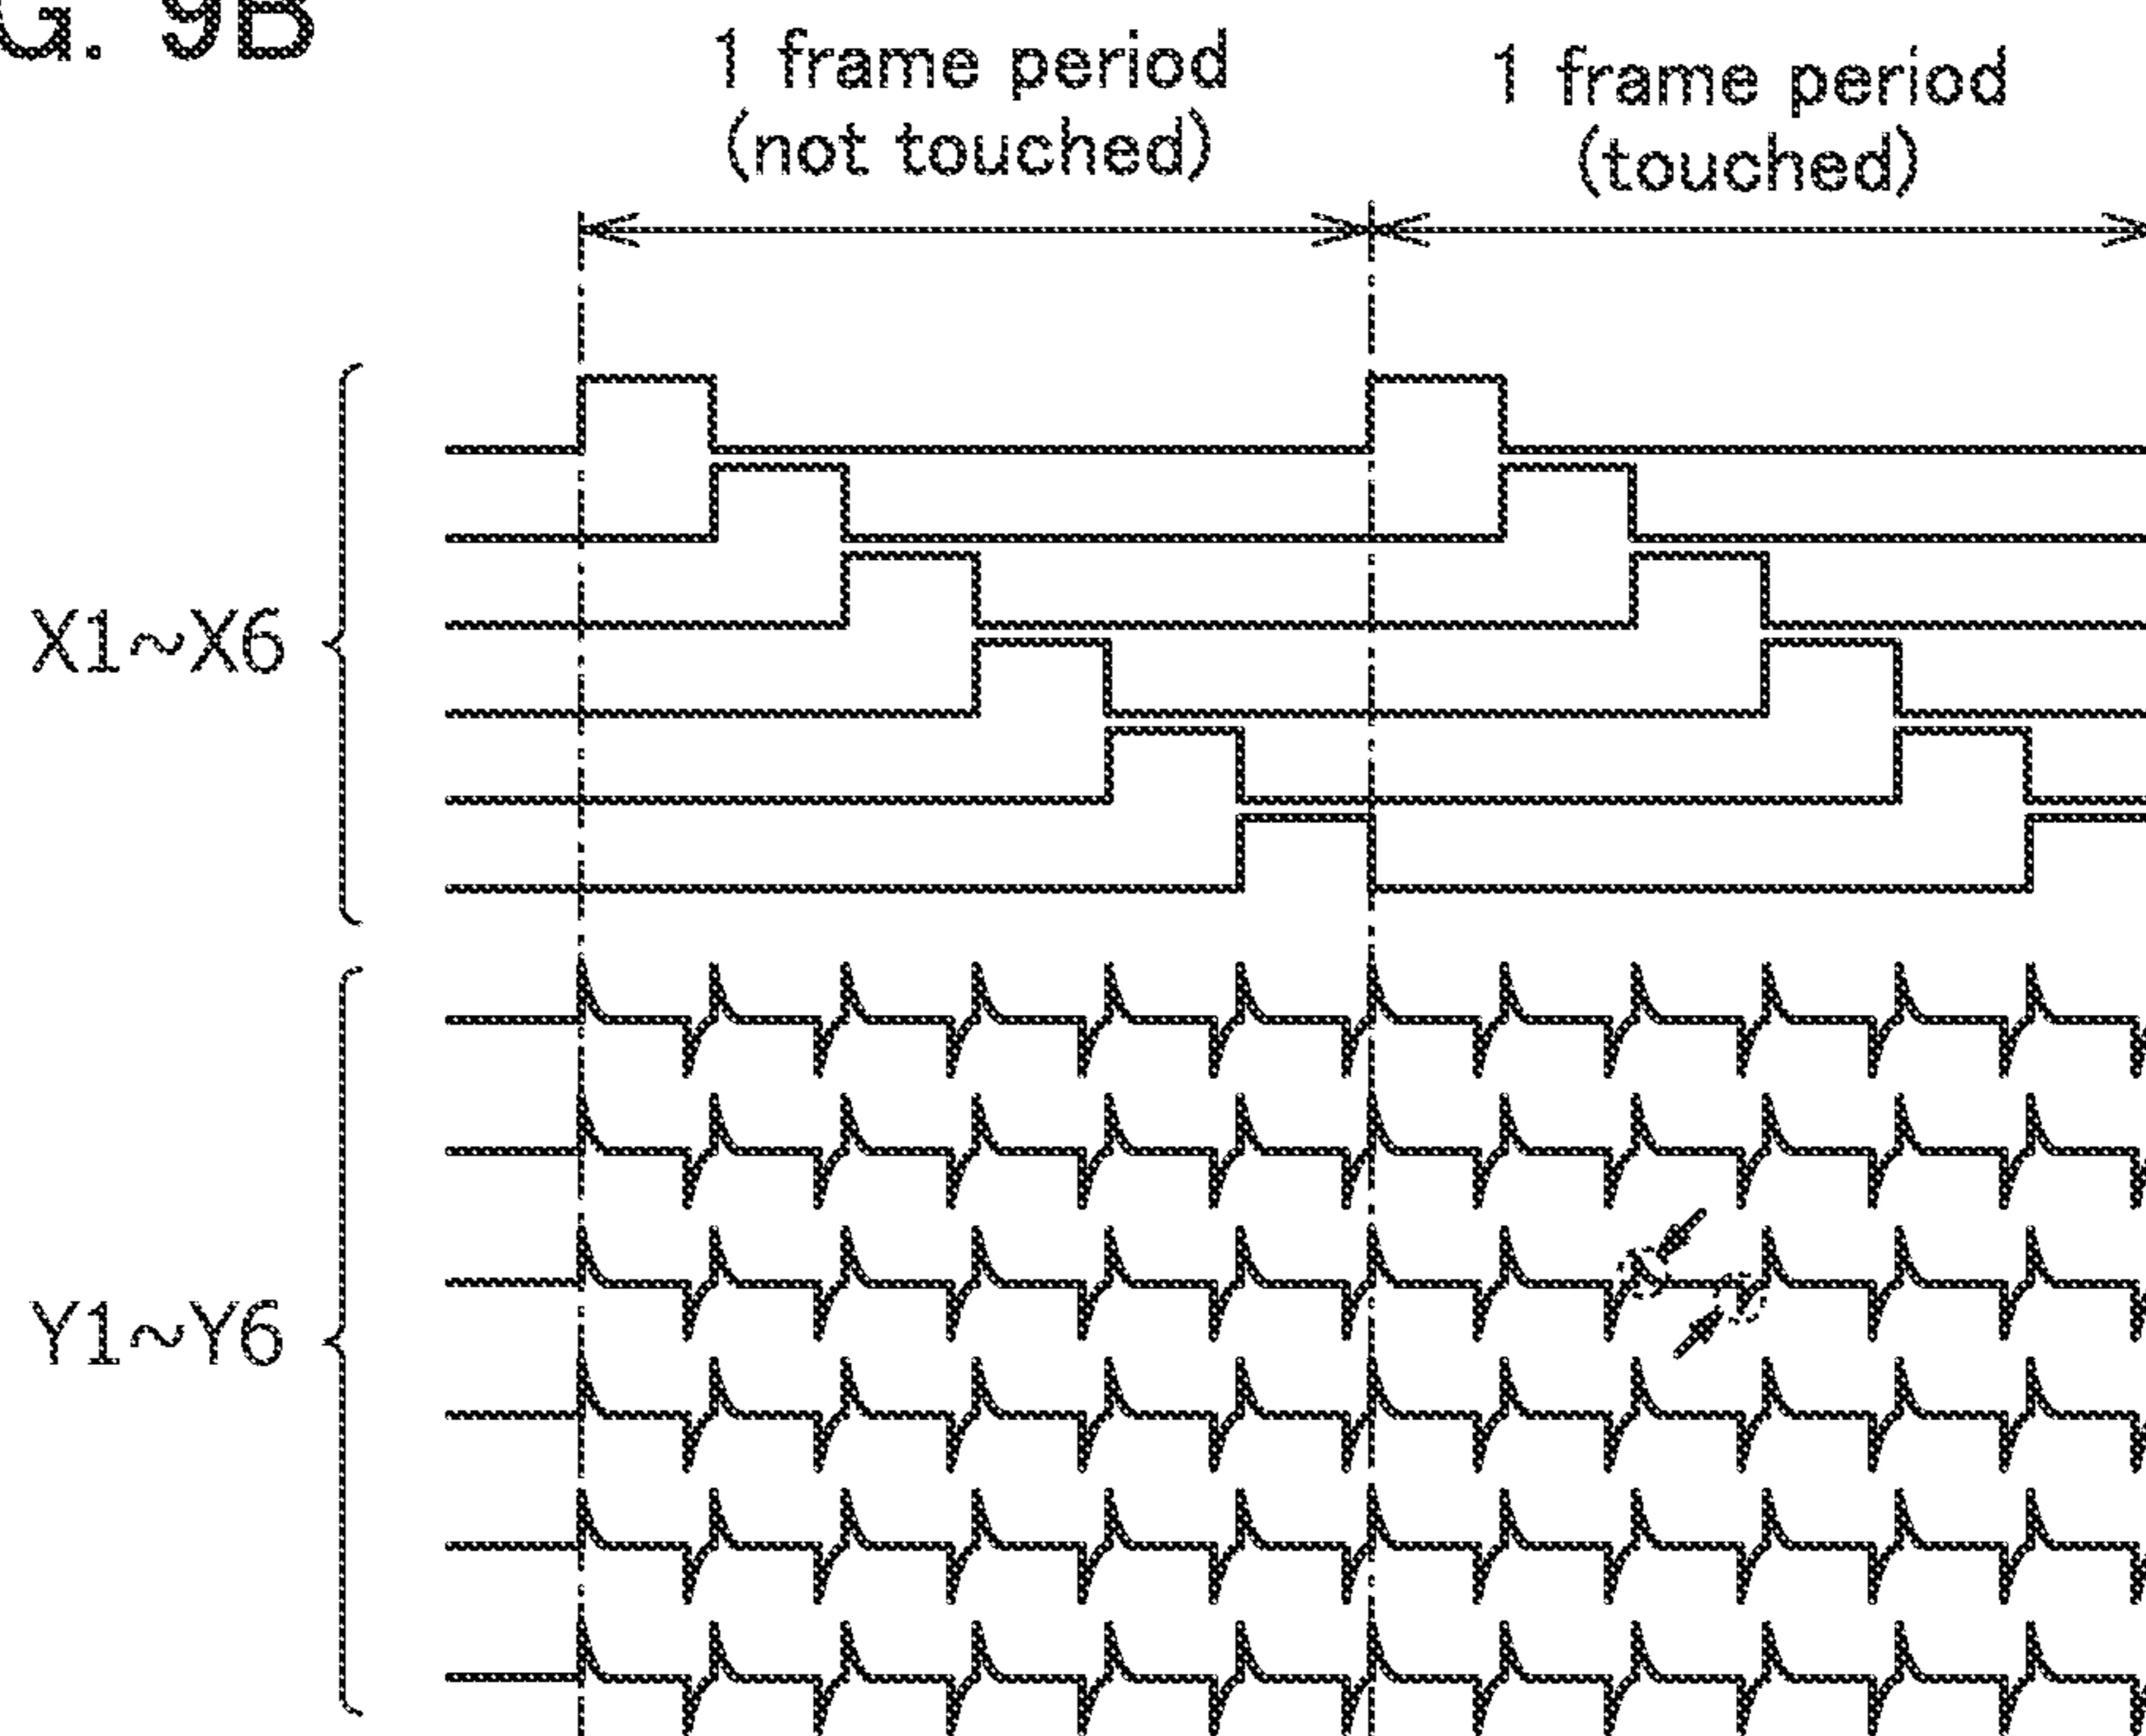 G. 9B
1 frame period
(not touched)
1 frame period
(touched)
X1~X6
Y1~Y6